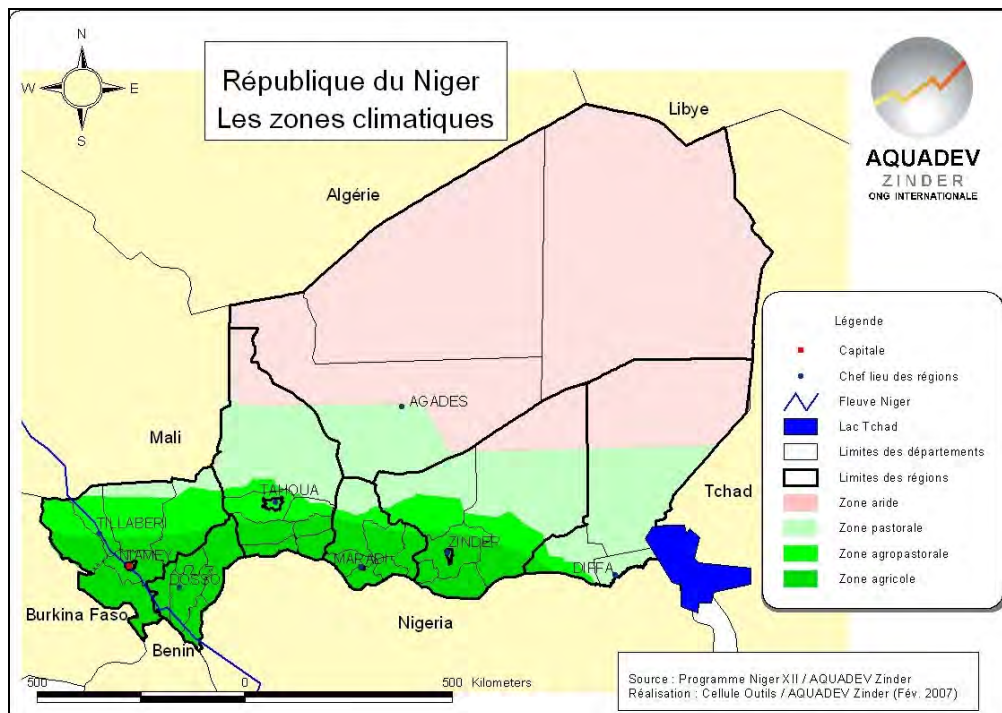 N
W E
S
République du Niger
Les zones climatiques
AQUADEV
ZINDER
ONG INTERNATIONALE
Libye
Algérie
Mali
Tchad
Burkina Faso
Benin
Nigeria
AGADES
TAHOUA
TILLABERI
NIAMEY
DOSSO
MARADI
ZINDER
DIFFA
Légende
Capitale
Chef lieu des régions
Fleuve Niger
Lac Tchad
Limites des départements
Limites des régions
Zone aride
Zone pastorale
Zone agropastorale
Zone agricole
500 0 500 Kilometers
Source : Programme Niger XII / AQUADEV Zinder
Réalisation : Cellule Outils / AQUADEV Zinder (Fév. 2007)